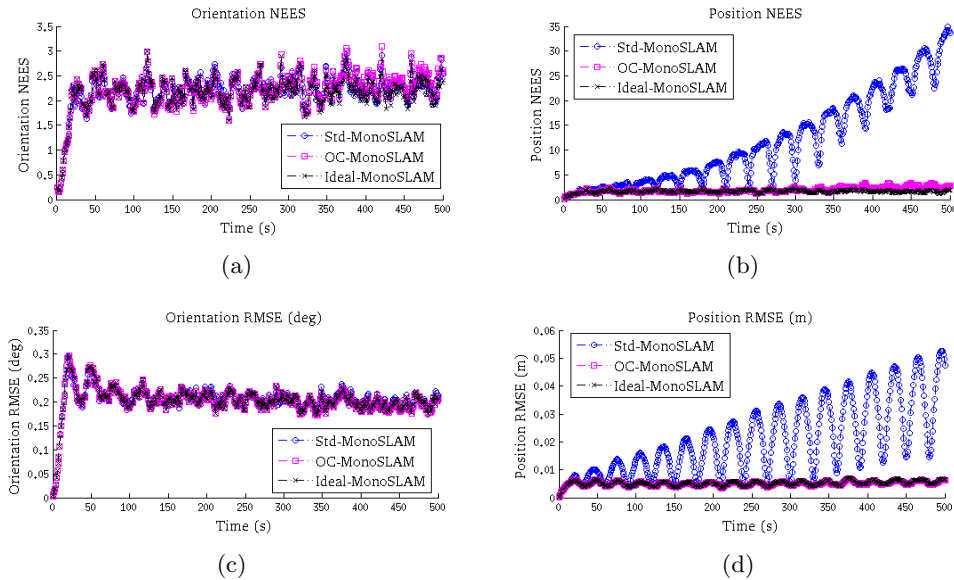 Orientation NEES
3.5
3
2.5
2
1.5
1
0.5
0
Orientation NEES
Std-MonoSLAM
OC-MonoSLAM
Ideal-MonoSLAM
0 50 100 150 200 250 300 350 400 450 500
Time (s)
(a)
Position NEES
35
30
25
20
15
10
5
0
Position NEES
Std-MonoSLAM
OC-MonoSLAM
Ideal-MonoSLAM
0 50 100 150 200 250 300 350 400 450 500
Time (s)
(b)
Orientation RMSE (deg)
0.35
0.3
0.25
0.2
0.15
0.1
0.05
0
Orientation RMSE (deg)
Std-MonoSLAM
OC-MonoSLAM
Ideal-MonoSLAM
0 50 100 150 200 250 300 350 400 450 500
Time (s)
(c)
Position RMSE (m)
0.06
0.05
0.04
0.03
0.02
0.01
0
Position RMSE (m)
Std-MonoSLAM
OC-MonoSLAM
Ideal-MonoSLAM
0 50 100 150 200 250 300 350 400 450 500
Time (s)
(d)